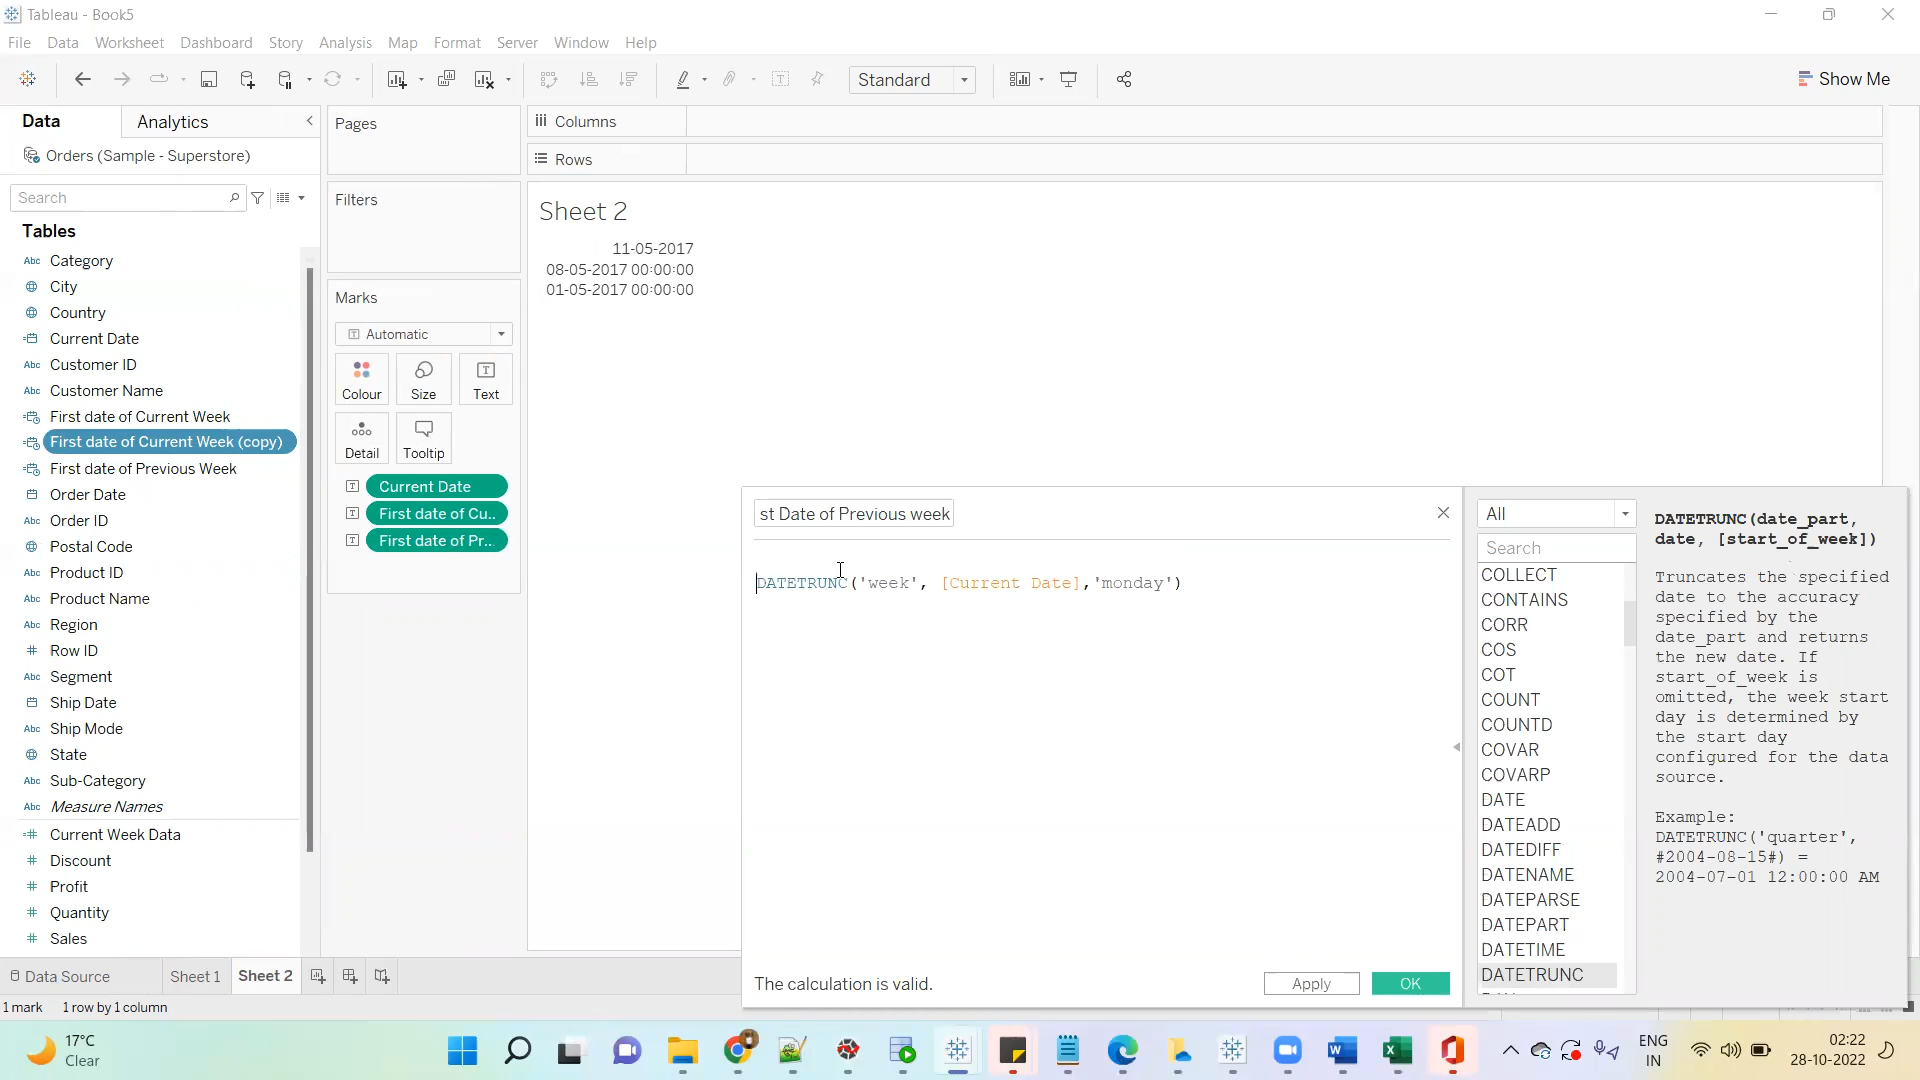 Tableau - Book5
File Data Worksheet Dashboard Story Analysis Map Format Server Window Help
Standard
Show Me
Data
Analytics
Orders (Sample - Superstore)
Search
Tables
Abc Category
City
Country
Current Date
Abc Customer ID
Abc Customer Name
First date of Current Week
First date of Current Week (copy)
First date of Previous Week
Order Date
Abc Order ID
Postal Code
Abc Product ID
Abc Product Name
Abc Region
# Row ID
Abc Segment
Ship Date
Abc Ship Mode
State
Abc Sub-Category
Abc Measure Names
=# Current Week Data
# Discount
# Profit
# Quantity
# Sales
Pages
Filters
Marks
Automatic
Colour Size Text
Detail Tooltip
Current Date
First date of Cu..
First date of Pr...
Columns
Rows
Sheet 2
11-05-2017
08-05-2017 00:00:00
01-05-2017 00:00:00
st Date of Previous week
DATETRUNC('week', [Current Date],'monday')
The calculation is valid.
Apply
OK
All
Search
COLLECT
CONTAINS
CORR
COS
COT
COUNT
COUNTD
COVAR
COVARP
DATE
DATEADD
DATEDIFF
DATENAME
DATEPARSE
DATEPART
DATETIME
DATETRUNC
DATETRUNC(date_part,
date, [start_of_week])
Truncates the specified
date to the accuracy
specified by the
date_part and returns
the new date. If
start_of_week is
omitted, the week start
day is determined by
the start day
configured for the data
source.
Example:
DATETRUNC('quarter',
#2004-08-15#) =
2004-07-01 12:00:00 AM
Data Source
Sheet 1
Sheet 2
1 mark 1 row by 1 column
17°C
Clear
ENG
IN
02:22
28-10-2022